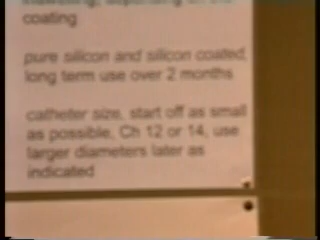 coating
pure silicon and silicon coated,
long term use over 2 months
catheter size, start off as small
as possible, Ch 12 or 14, use
larger diameters later as
indicated